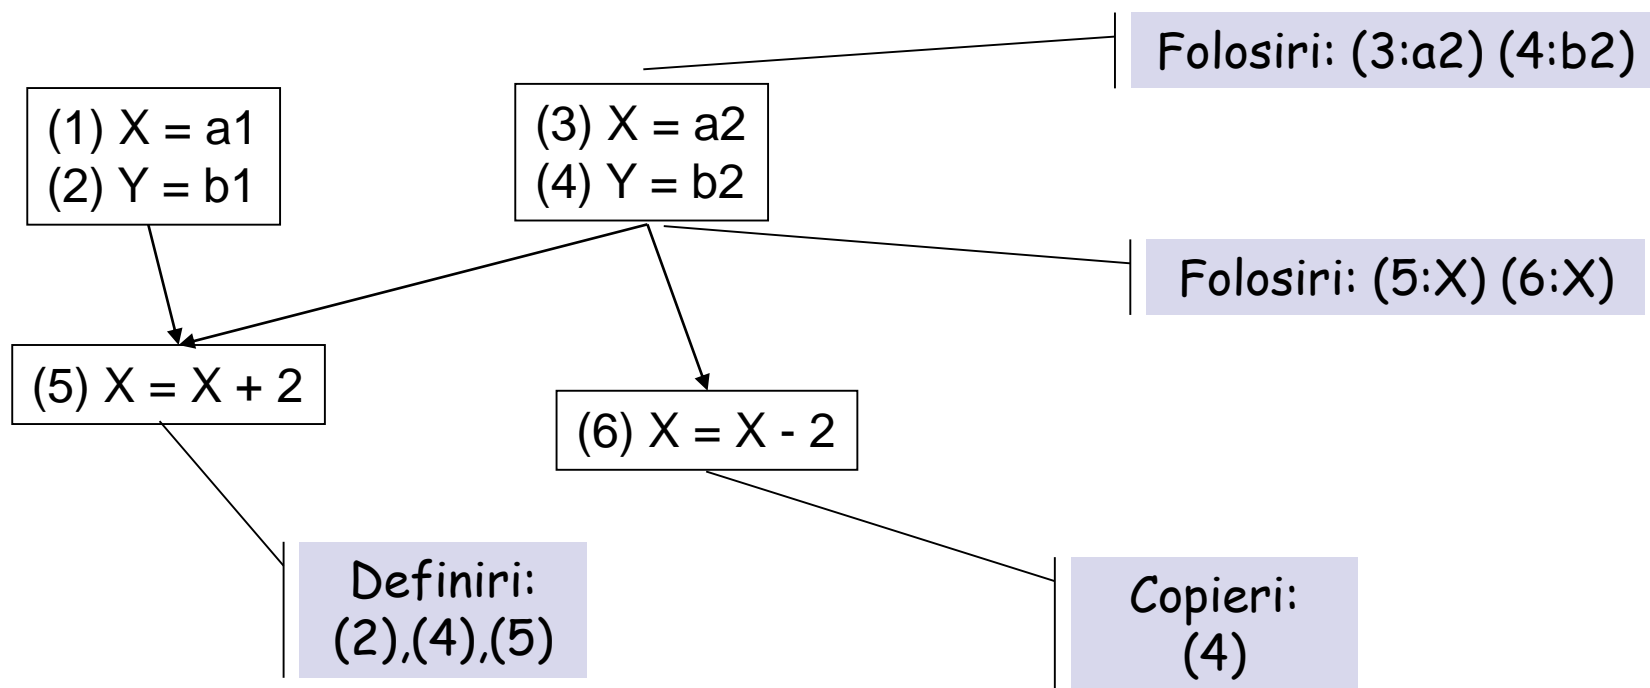 Folosiri: (3:a2) (4:b2)
(1) X = a1
(2) Y = b1
(3) X = a2
(4) Y = b2
Folosiri: (5:X) (6:X)
(5) X = X + 2
(6) X = X - 2
Definiri:
(2),(4),(5)
Copieri:
(4)